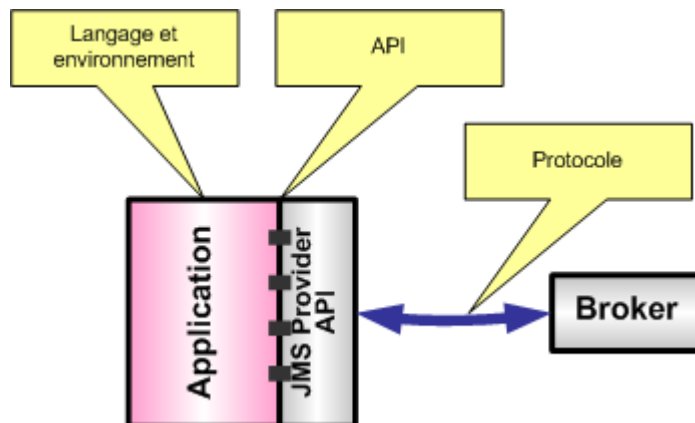 Langage et
environnement
API
Protocole
Application
JMS Provider
API
Broker